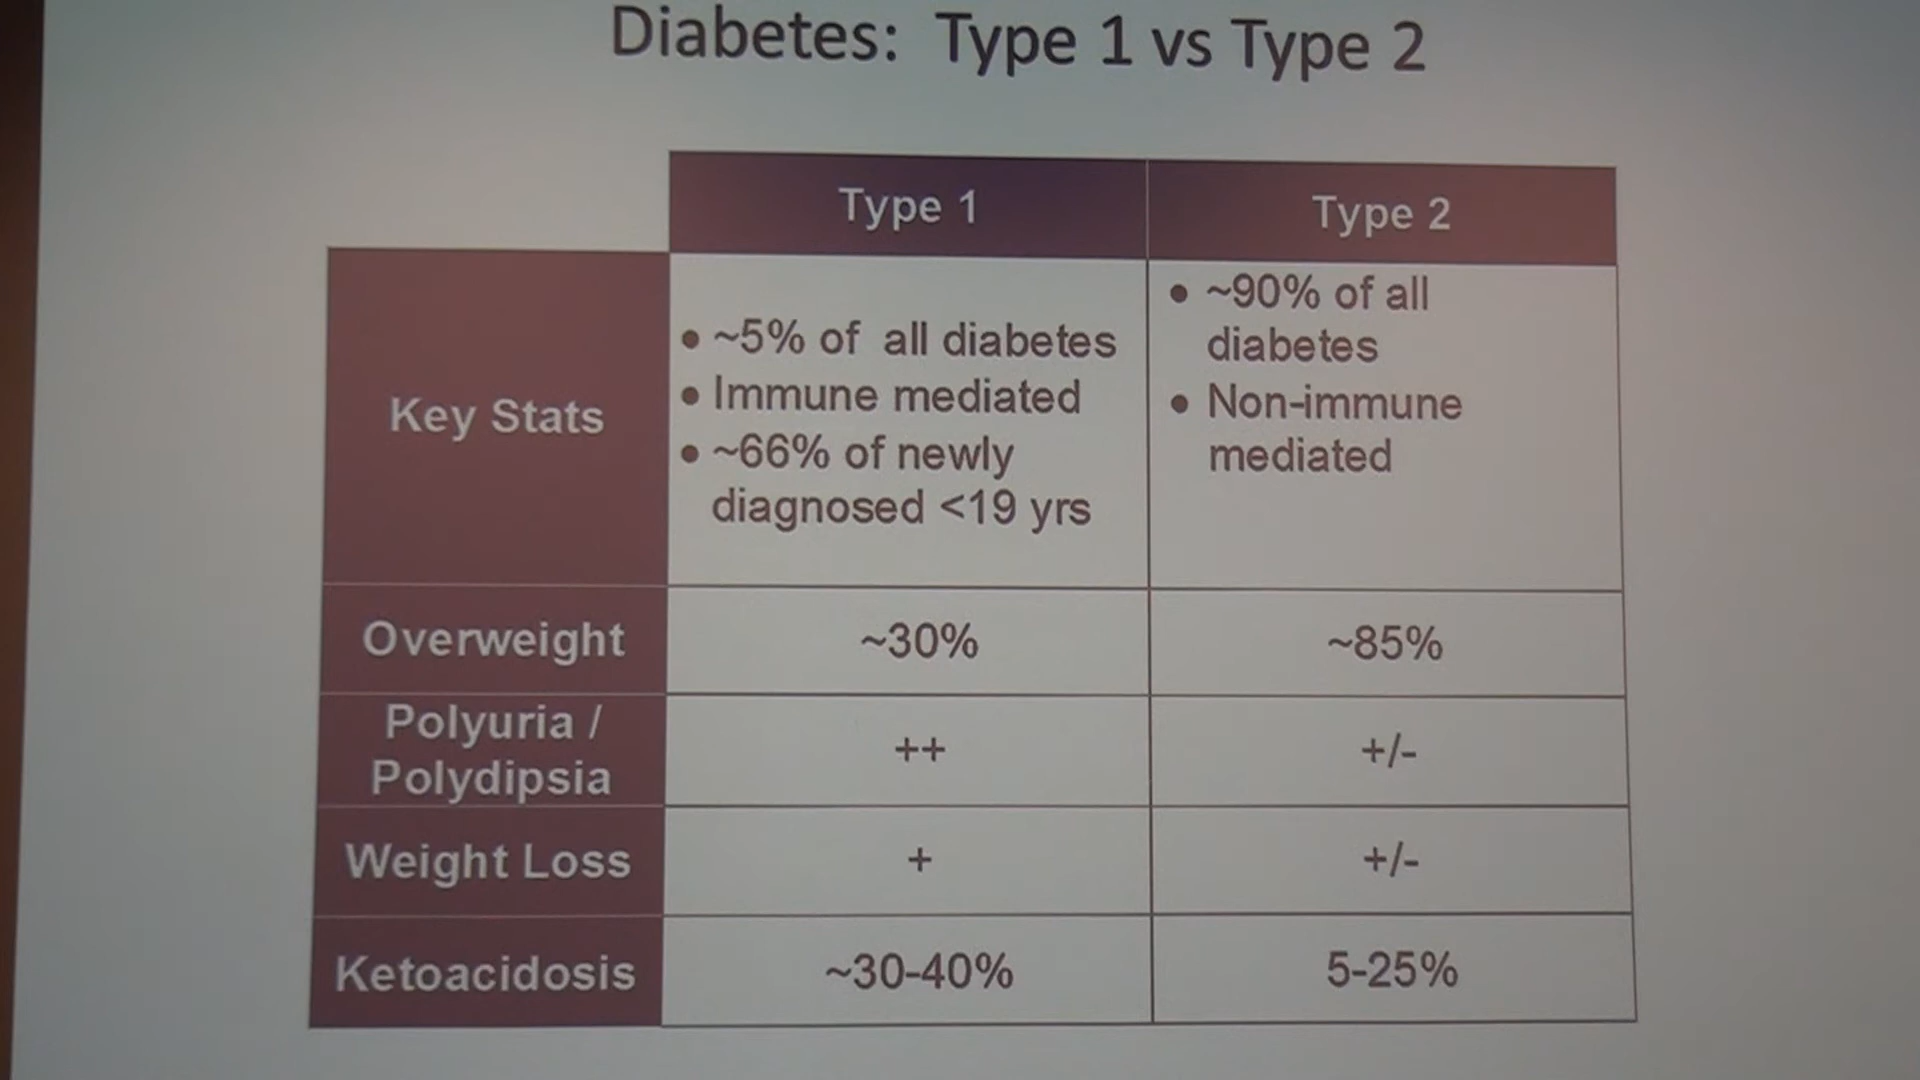 Diabetes: Type 1 vs Type 2
Type 1
Type 2
Key Stats
• ~5% of all diabetes
• Immune mediated
• ~66% of newly
diagnosed <19 yrs
• ~90% of all
diabetes
• Non-immune
mediated
Overweight
~30%
~85%
Polyuria /
Polydipsia
++
+/-
Weight Loss
+
+/-
Ketoacidosis
~30-40%
5-25%